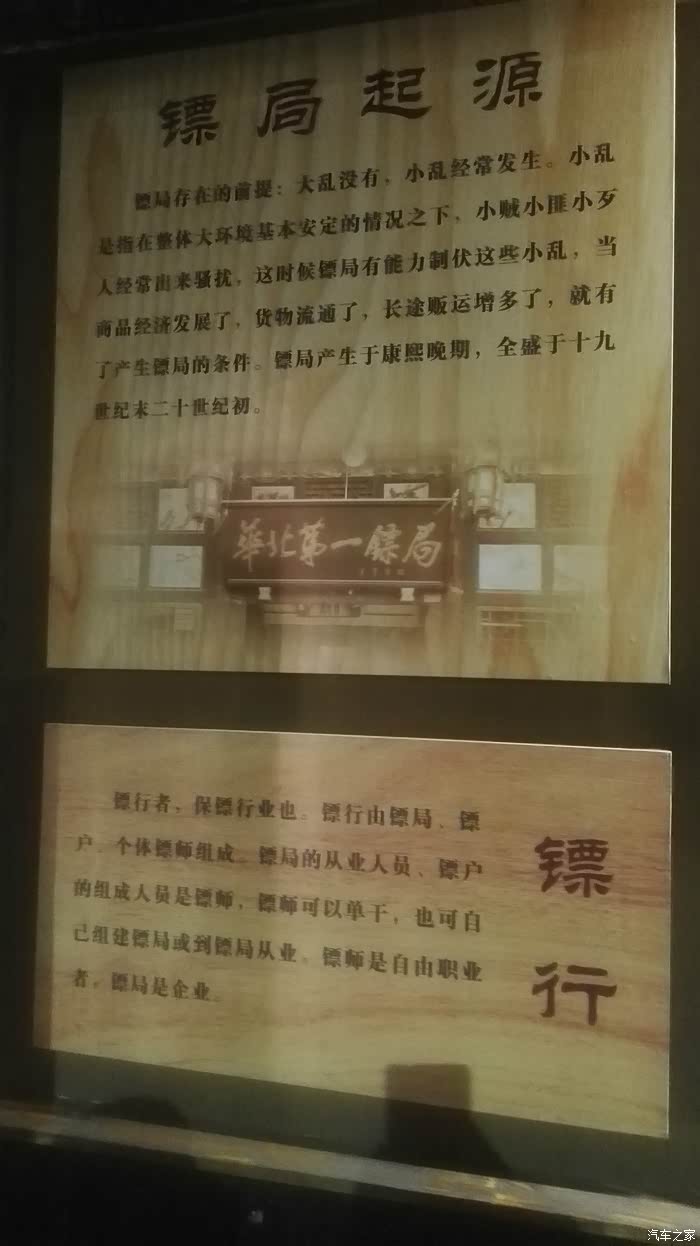 镖局起源
镖局存在的前提：大乱没有，小乱经常发生。小乱
是指在整体大环境基本安定的情况之下，小贼小匪小歹
人经常出来骚扰，这时候镖局有能力制伏这些小乱，当
商品经济发展了，货物流通了，长途贩运增多了，就有
了产生镖局的条件。镖局产生于康熙晚期，全盛于十九
世纪末二十世纪初。
華北第一鏢局
镖行
镖行者，保镖行业也。镖行由镖局、镖
户、个体镖师组成。镖局的从业人员、镖户
的组成人员是镖师，镖师可以单干，也可自
己组建镖局或到镖局从业。镖师是自由职业
者，镖局是企业。
汽车之家